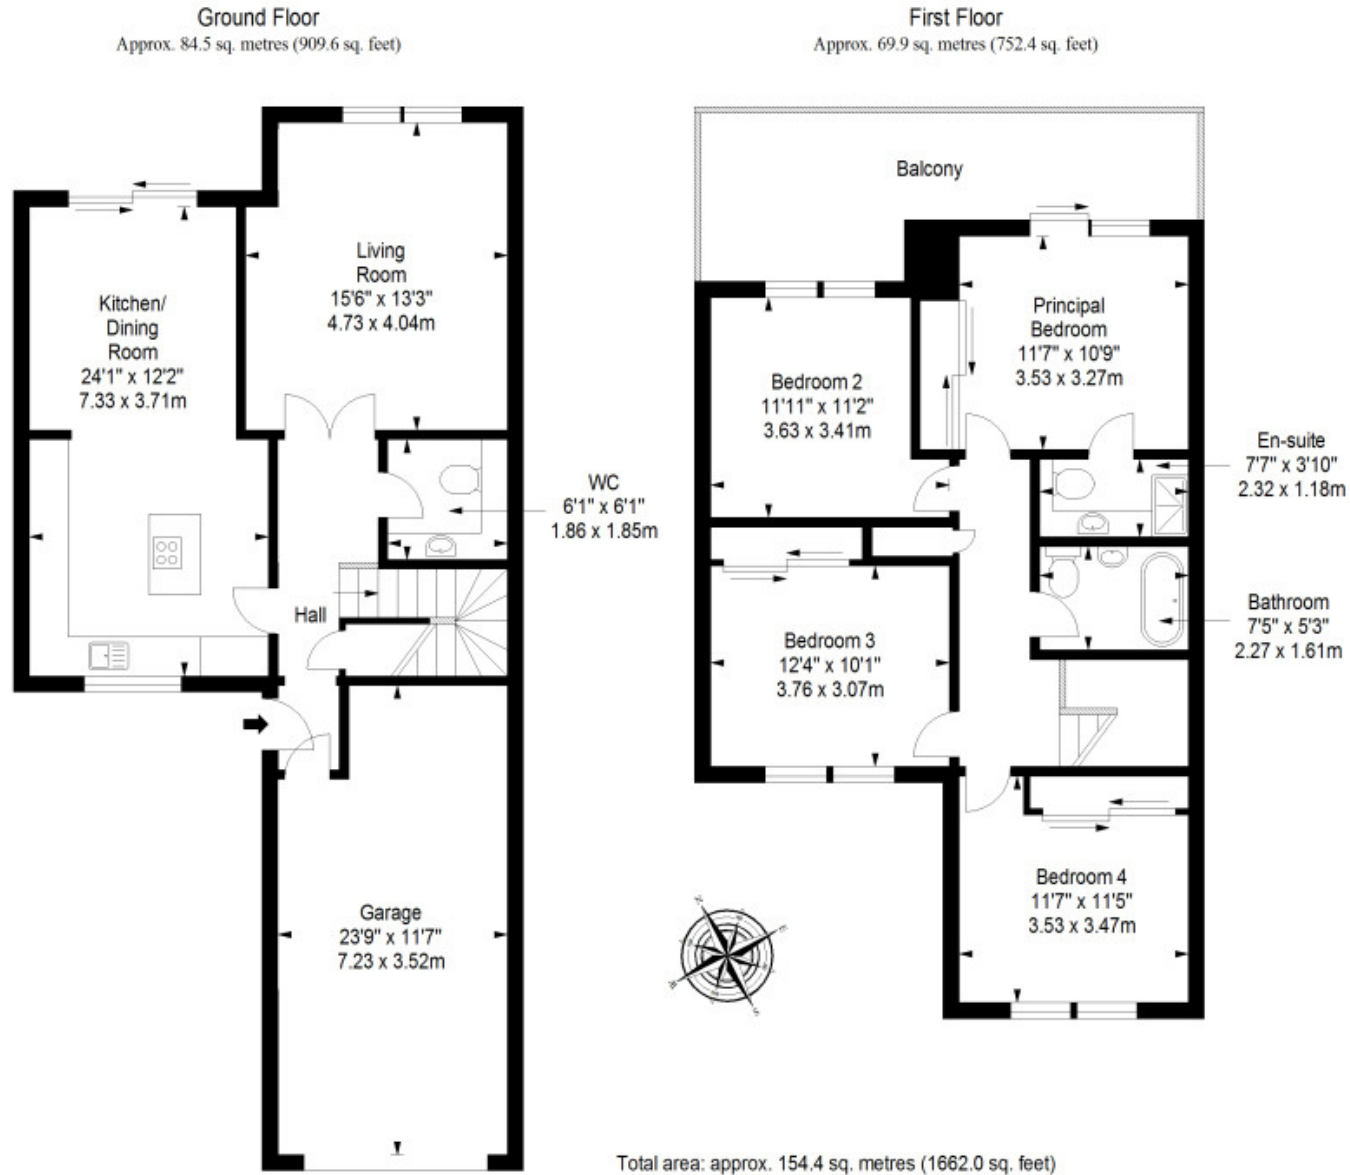 Ground Floor
Approx. 84.5 sq. metres (909.6 sq. feet)
Living
Room
15'6" x 13'3"
4.73 x 4.04m
Kitchen/
Dining
Room
24'1" x 12'2"
7.33 x 3.71m
WC
6'1" x 6'1"
1.86 x 1.85m
Hall
Garage
23'9" x 11'7"
7.23 x 3.52m
First Floor
Approx. 69.9 sq. metres (752.4 sq. feet)
Balcony
Principal
Bedroom
11'7" x 10'9"
3.53 x 3.27m
Bedroom 2
11'11" x 11'2"
3.63 x 3.41m
En-suite
7'7" x 3'10"
2.32 x 1.18m
Bathroom
7'5" x 5'3"
2.27 x 1.61m
Bedroom 3
12'4" x 10'1"
3.76 x 3.07m
Bedroom 4
11'7" x 11'5"
3.53 x 3.47m
N
E
S
W
Total area: approx. 154.4 sq. metres (1662.0 sq. feet)